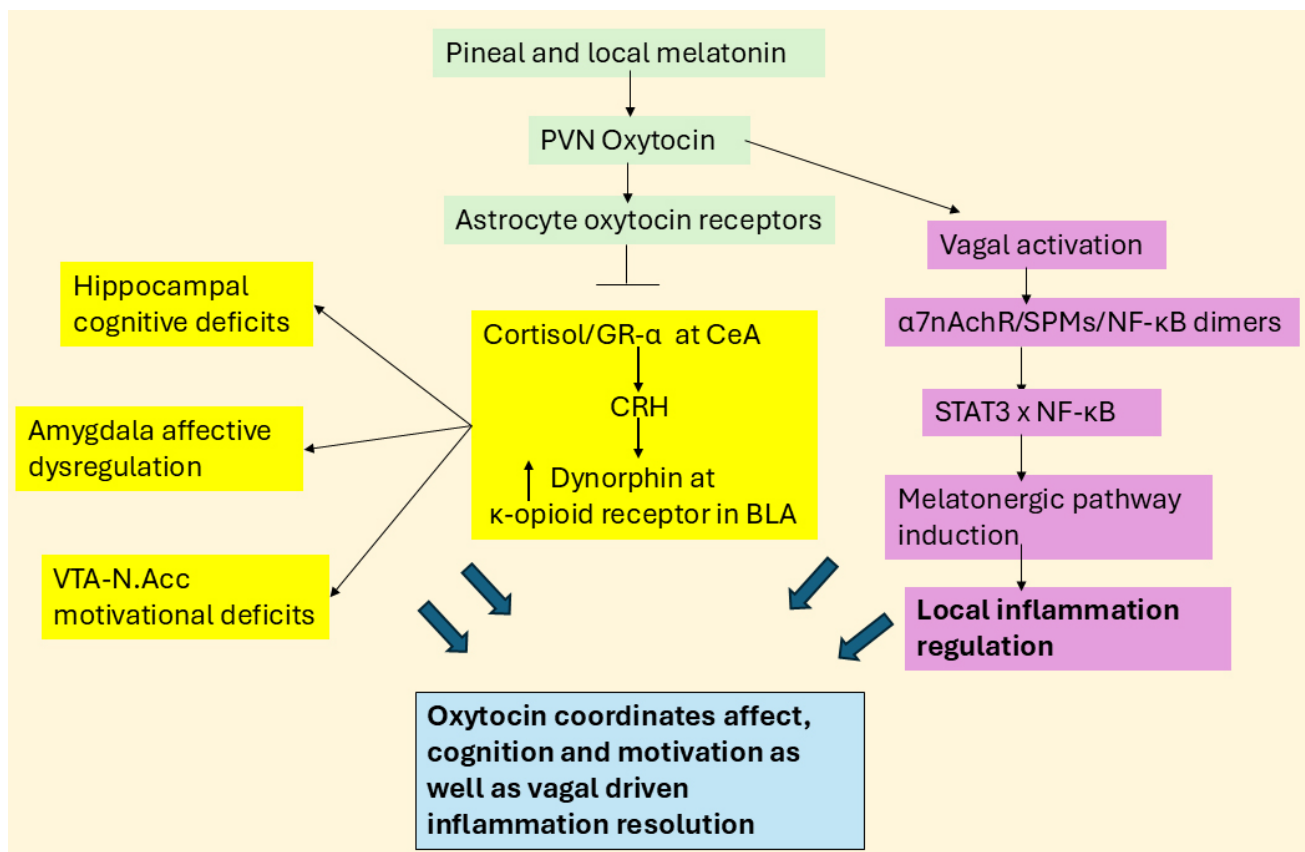 Pineal and local melatonin
PVN Oxytocin
Astrocyte oxytocin receptors
Vagal activation
Hippocampal
cognitive deficits
α7nAchR/SPMs/NF-κB dimers
Cortisol/GR-α at CeA
CRH
STAT3 x NF-κB
Amygdala affective
dysregulation
Dynorphin at
κ-opioid receptor in BLA
Melatonergic pathway
induction
VTA-N.Acc
motivational deficits
Local inflammation
regulation
Oxytocin coordinates affect,
cognition and motivation as
well as vagal driven
inflammation resolution